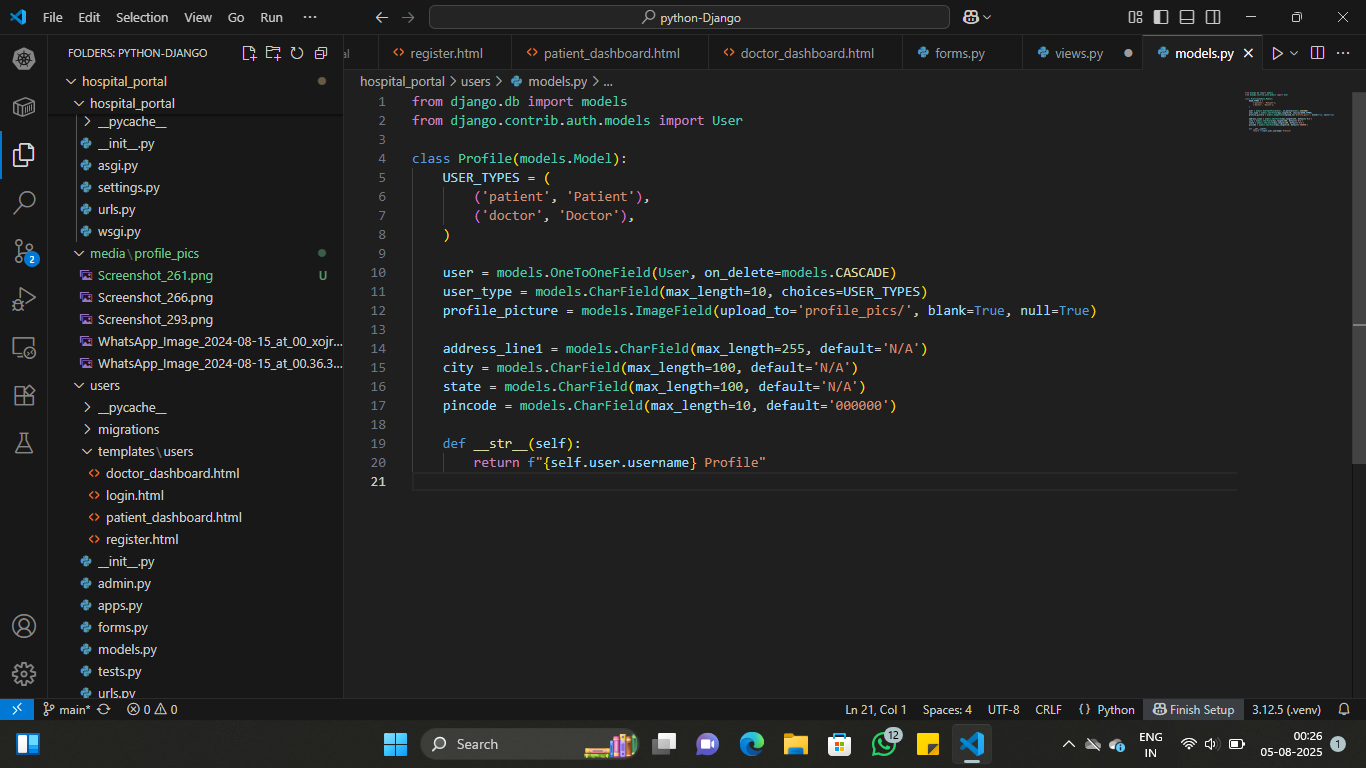 File Edit Selection View Go Run ··· python-Django
FOLDERS: PYTHON-DJANGO
hospital_portal
hospital_portal
__pycache__
__init__.py
asgi.py
settings.py
urls.py
wsgi.py
media\profile_pics
Screenshot_261.png U
Screenshot_266.png
Screenshot_293.png
WhatsApp_Image_2024-08-15_at_00_xojr...
WhatsApp_Image_2024-08-15_at_00.36.3...
users
__pycache__
migrations
templates\users
doctor_dashboard.html
login.html
patient_dashboard.html
register.html
__init__.py
admin.py
apps.py
forms.py
models.py
tests.py
urls.py
2
al register.html patient_dashboard.html doctor_dashboard.html forms.py views.py models.py
hospital_portal > users > models.py > ...
1 from django.db import models
2 from django.contrib.auth.models import User
3
4 class Profile(models.Model):
5 USER_TYPES = (
6 ('patient', 'Patient'),
7 ('doctor', 'Doctor'),
8 )
9
10 user = models.OneToOneField(User, on_delete=models.CASCADE)
11 user_type = models.CharField(max_length=10, choices=USER_TYPES)
12 profile_picture = models.ImageField(upload_to='profile_pics/', blank=True, null=True)
13
14 address_line1 = models.CharField(max_length=255, default='N/A')
15 city = models.CharField(max_length=100, default='N/A')
16 state = models.CharField(max_length=100, default='N/A')
17 pincode = models.CharField(max_length=10, default='000000')
18
19 def __str__(self):
20 return f"{self.user.username} Profile"
21
main* 0 0 Ln 21, Col 1 Spaces: 4 UTF-8 CRLF {} Python Finish Setup 3.12.5 (.venv)
Search
12
ENG
IN
00:26
05-08-2025
1